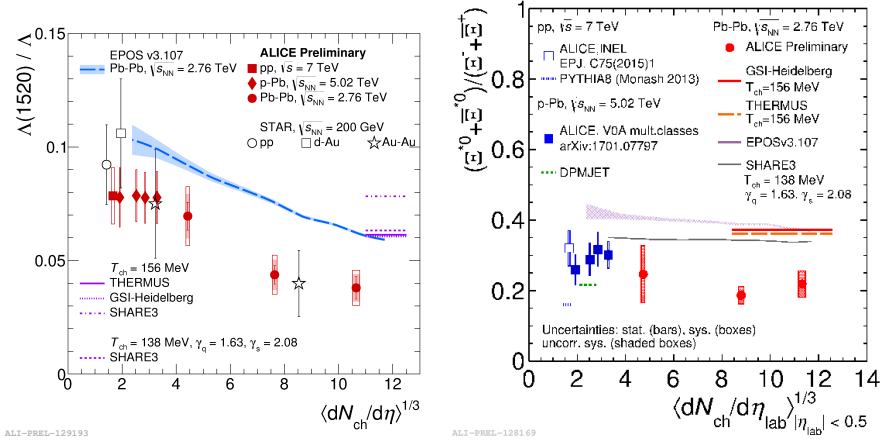 Λ(1520) / Λ
0.15
0.1
0.05
0
EPOS v3.107
Pb-Pb, √sNN = 2.76 TeV
ALICE Preliminary
pp, √s = 7 TeV
p-Pb, √sNN = 5.02 TeV
Pb-Pb, √sNN = 2.76 TeV
STAR, √sNN = 200 GeV
pp
d-Au
Au-Au
Tch = 156 MeV
THERMUS
GSI-Heidelberg
SHARE3
Tch = 138 MeV, γq = 1.63, γs = 2.08
SHARE3
0 2 4 6 8 10 12
⟨dNch/dη⟩^1/3
ALI-PREL-129193
(Ξ*0+Ξ̅*0)/(Ξ-+Ξ̅+)
1
0.8
0.6
0.4
0.2
0
pp, √s = 7 TeV
ALICE, INEL
EPJ. C75(2015)1
PYTHIA8 (Monash 2013)
p-Pb, √sNN = 5.02 TeV
ALICE. V0A mult.classes
arXiv:1701.07797
DPMJET
Pb-Pb, √sNN = 2.76 TeV
ALICE Preliminary
GSI-Heidelberg
Tch=156 MeV
THERMUS
Tch=156 MeV
EPOSv3.107
SHARE3
Tch = 138 MeV
γq = 1.63. γs = 2.08
Uncertainties: stat. (bars), sys. (boxes)
uncorr. sys. (shaded boxes)
0 2 4 6 8 10 12 14
⟨dNch/dηlab⟩^1/3 |ηlab| < 0.5
ALI-PREL-128169